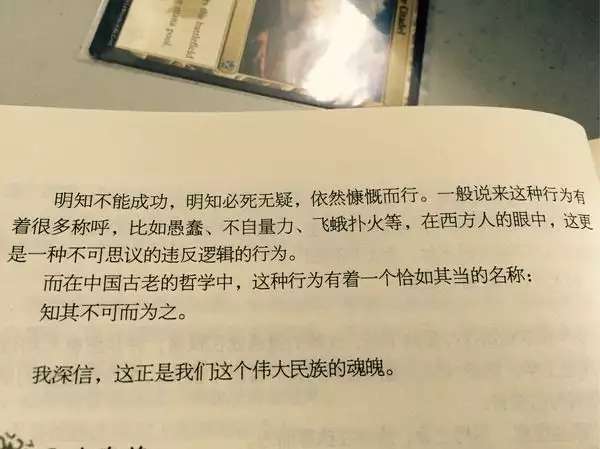 r Citadel
明知不能成功，明知必死无疑，依然慷慨而行。一般说来这种行为有
着很多称呼，比如愚蠢、不自量力、飞蛾扑火等，在西方人的眼中，这更
是一种不可思议的违反逻辑的行为。
而在中国古老的哲学中，这种行为有着一个恰如其当的名称：
知其不可而为之。
我深信，这正是我们这个伟大民族的魂魄。